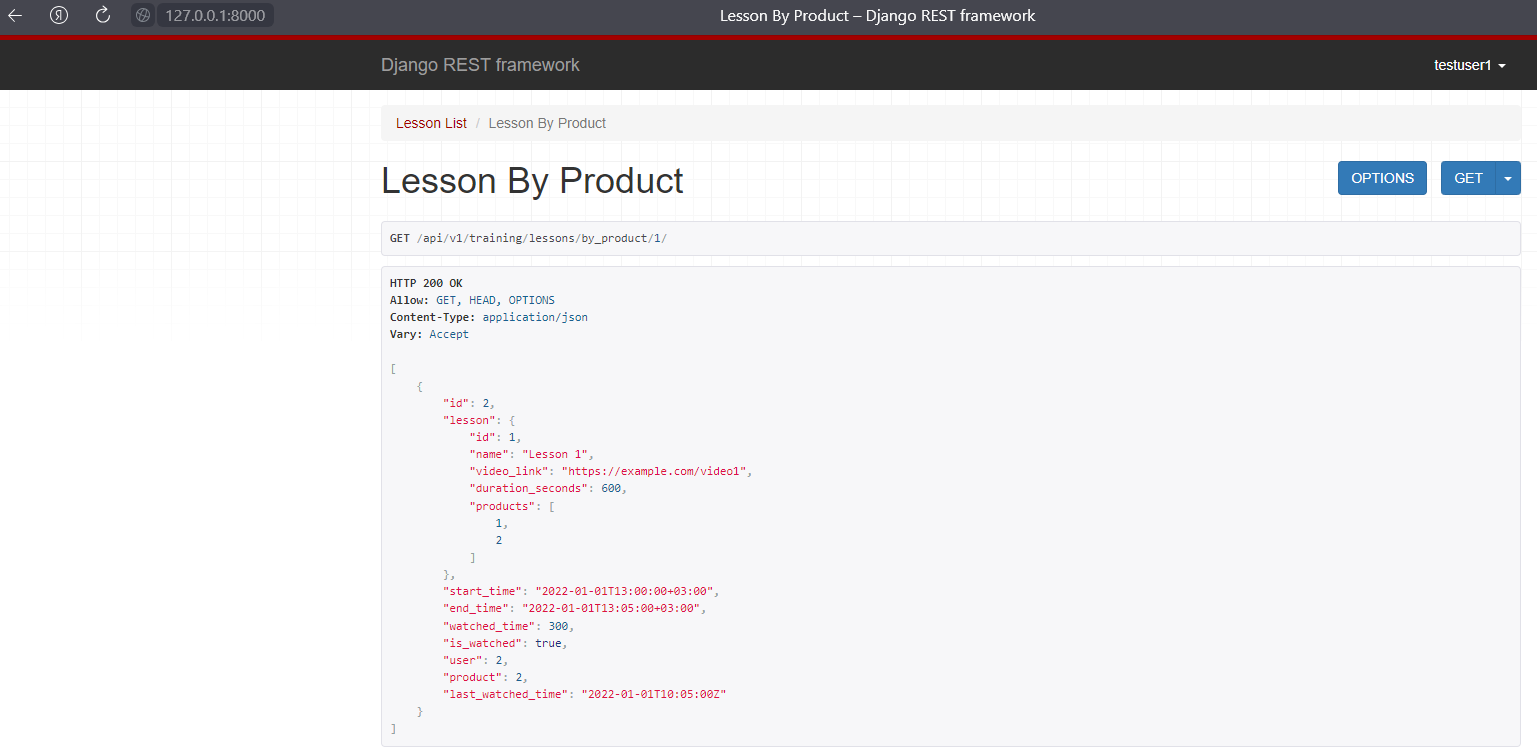 127.0.0.1:8000
Lesson By Product – Django REST framework
Django REST framework
testuser1
Lesson List / Lesson By Product
Lesson By Product
OPTIONS
GET
GET /api/v1/training/lessons/by_product/1/
HTTP 200 OK
Allow: GET, HEAD, OPTIONS
Content-Type: application/json
Vary: Accept
[
    {
        "id": 2,
        "lesson": {
            "id": 1,
            "name": "Lesson 1",
            "video_link": "https://example.com/video1",
            "duration_seconds": 600,
            "products": [
                1,
                2
            ]
        },
        "start_time": "2022-01-01T13:00:00+03:00",
        "end_time": "2022-01-01T13:05:00+03:00",
        "watched_time": 300,
        "is_watched": true,
        "user": 2,
        "product": 2,
        "last_watched_time": "2022-01-01T10:05:00Z"
    }
]